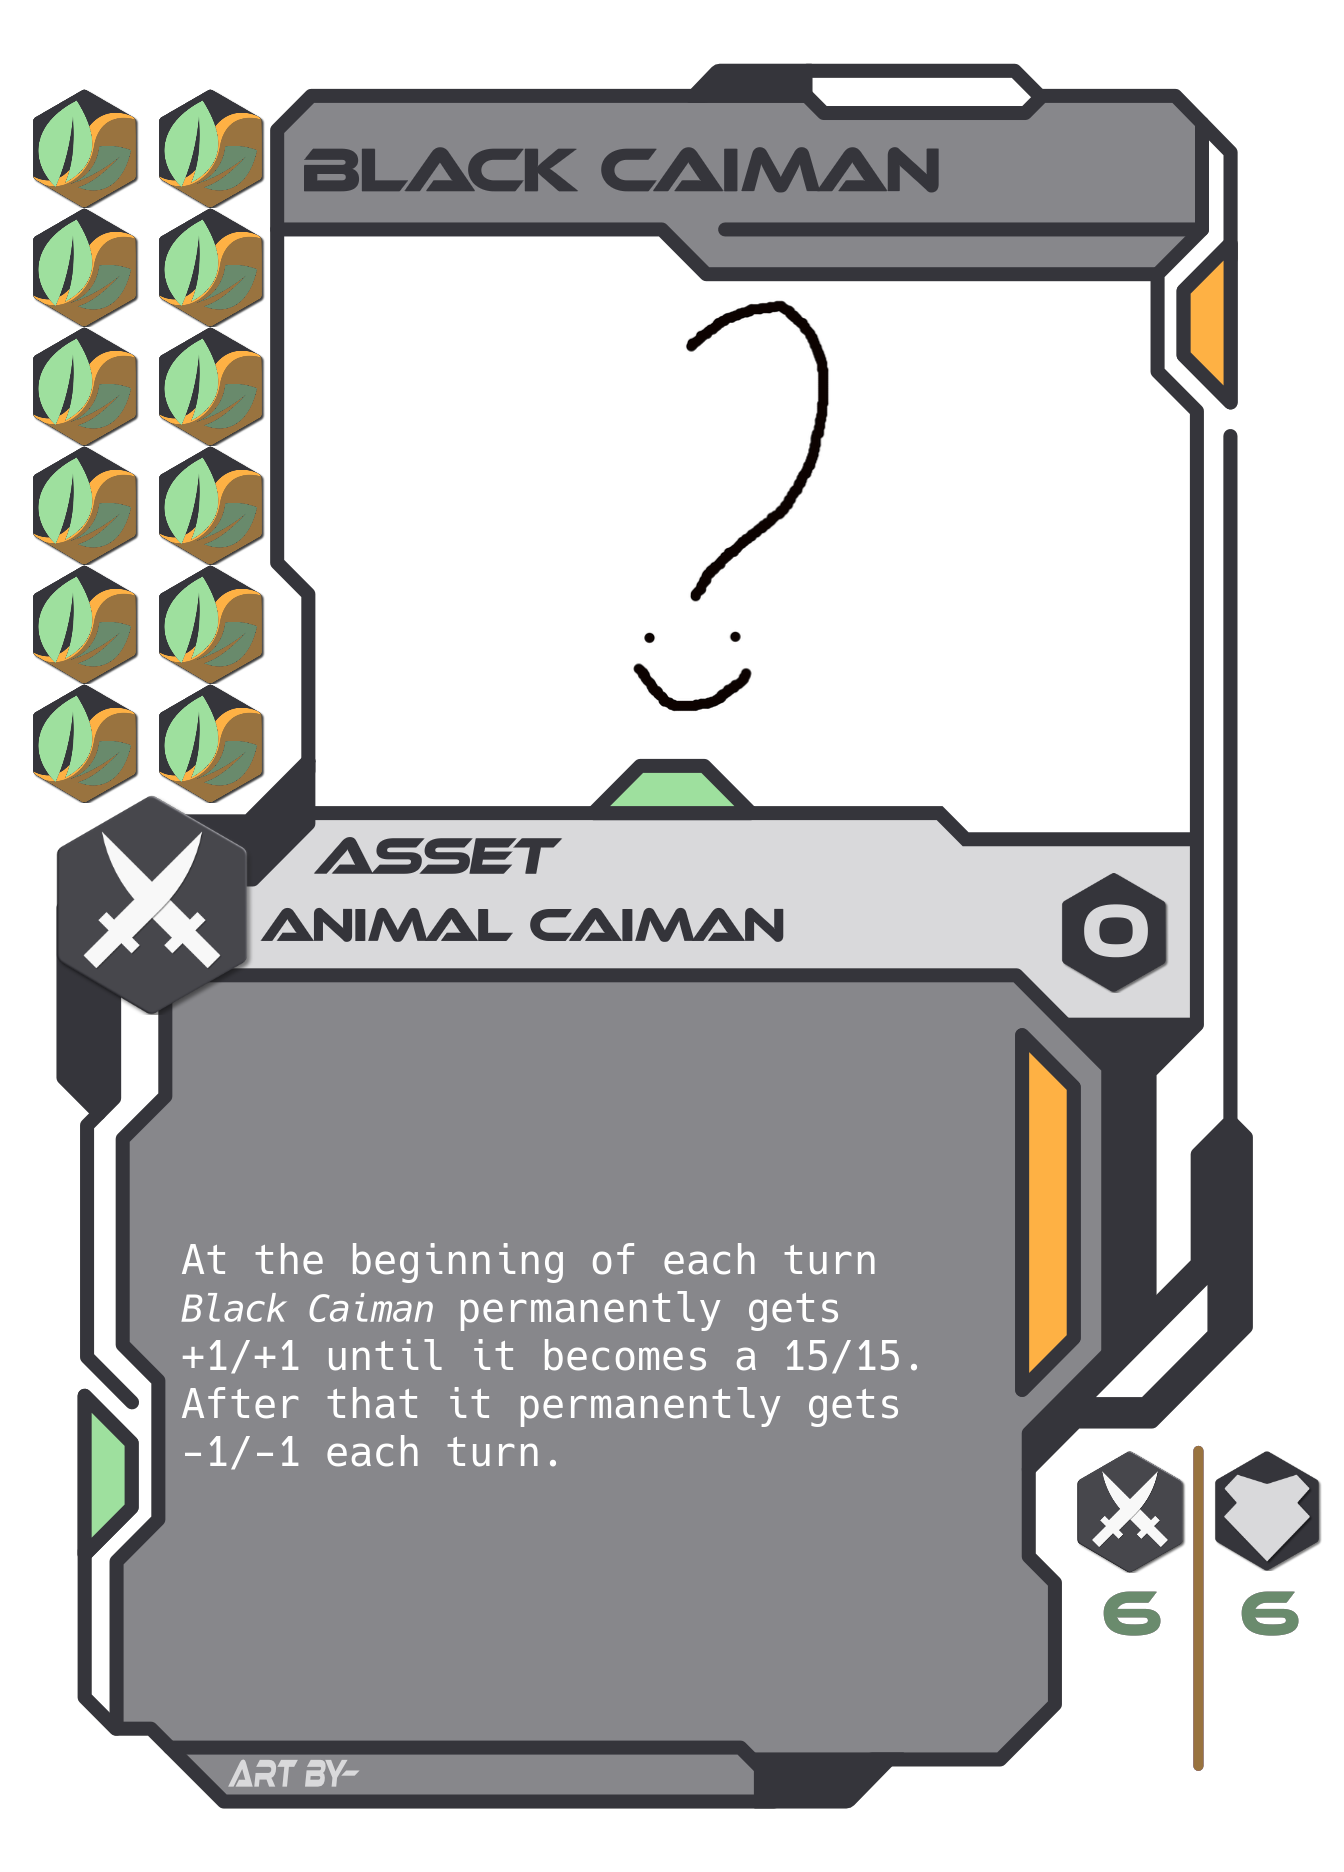 BLACK CAIMAN
ASSET
ANIMAL CAIMAN
0
At the beginning of each turn
Black Caiman permanently gets
+1/+1 until it becomes a 15/15.
After that it permanently gets
-1/-1 each turn.
6 6
ART BY-